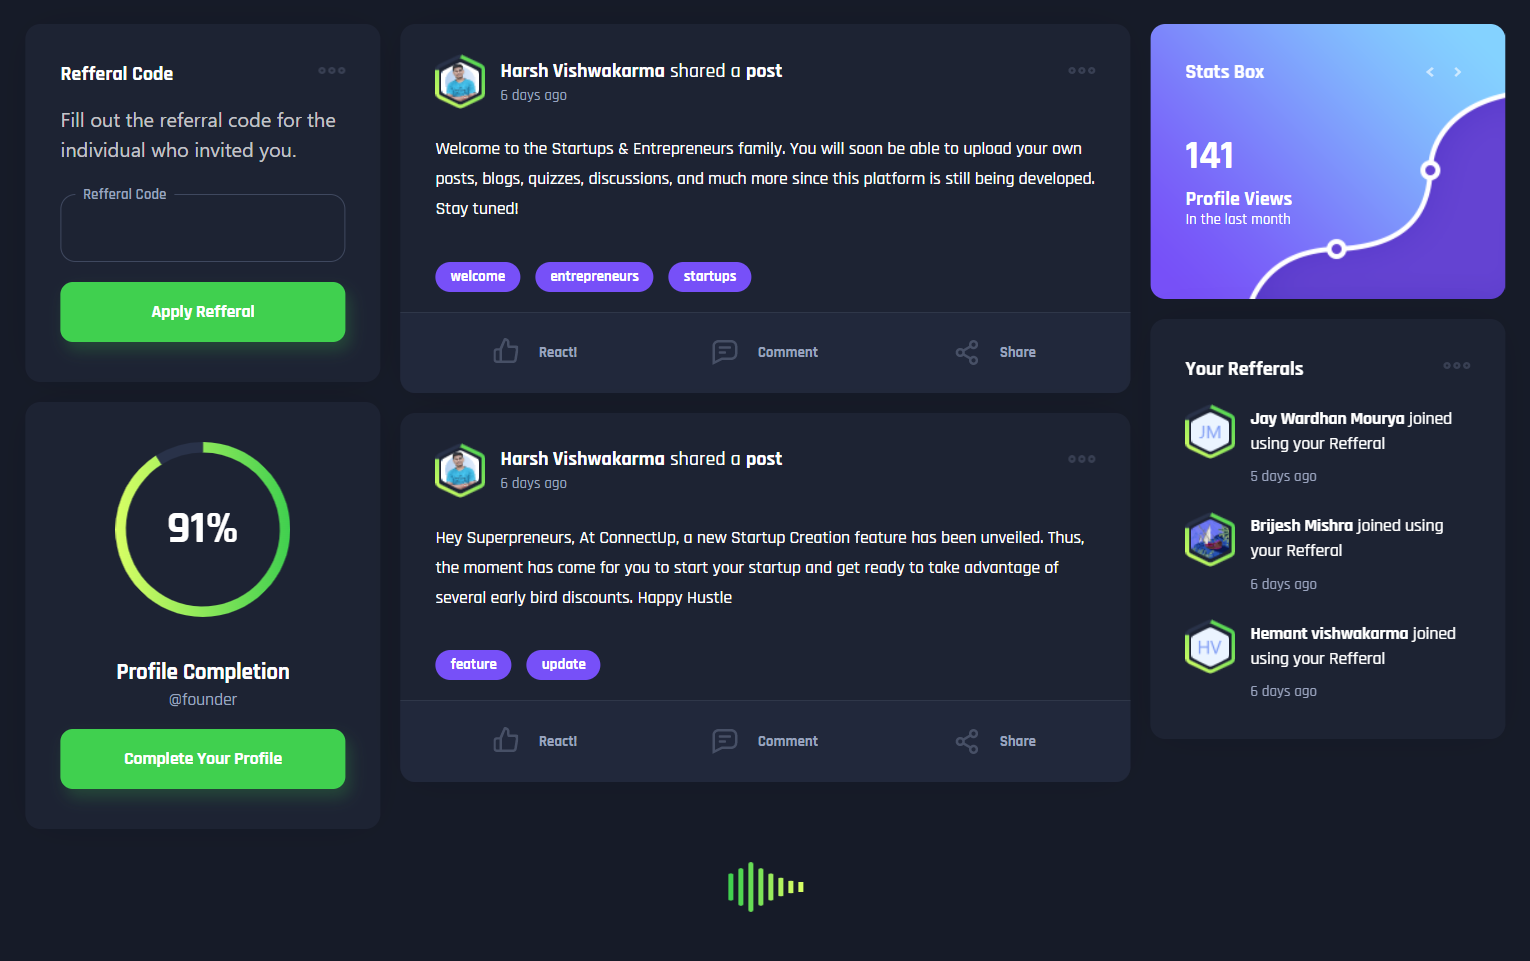 Refferal Code
Fill out the referral code for the
individual who invited you.
Refferal Code
Apply Refferal
91%
Profile Completion
@founder
Complete Your Profile
Harsh Vishwakarma shared a post
6 days ago
Welcome to the Startups & Entrepreneurs family. You will soon be able to upload your own
posts, blogs, quizzes, discussions, and much more since this platform is still being developed.
Stay tuned!
welcome entrepreneurs startups
React! Comment Share
Harsh Vishwakarma shared a post
6 days ago
Hey Superpreneurs, At ConnectUp, a new Startup Creation feature has been unveiled. Thus,
the moment has come for you to start your startup and get ready to take advantage of
several early bird discounts. Happy Hustle
feature update
React! Comment Share
Stats Box
141
Profile Views
In the last month
Your Refferals
JM
Jay Wardhan Mourya joined
using your Refferal
5 days ago
Brijesh Mishra joined using
your Refferal
6 days ago
HV
Hemant vishwakarma joined
using your Refferal
6 days ago